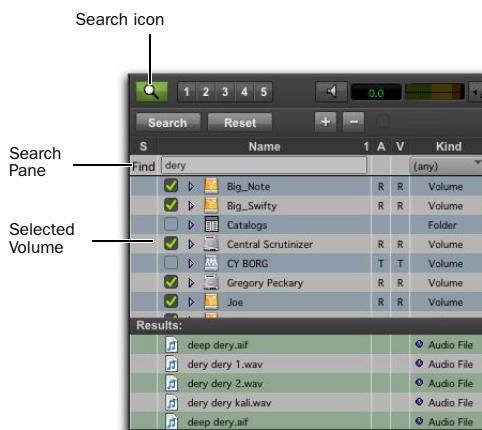 Search icon
1 2 3 4 5
0.0
Search Reset + −
S Name 1 A V Kind
Search Pane
Find dery (any)
Big_Note R R Volume
Big_Swifty R R Volume
Selected Volume
Catalogs Folder
Central Scrutinizer R R Volume
CY BORG T T Volume
Gregory Peckary R R Volume
Joe R R Volume
Results:
deep dery.aif Audio File
dery dery 1.wav Audio File
dery dery 2.wav Audio File
dery dery kali.wav Audio File
deep dery.aif Audio File